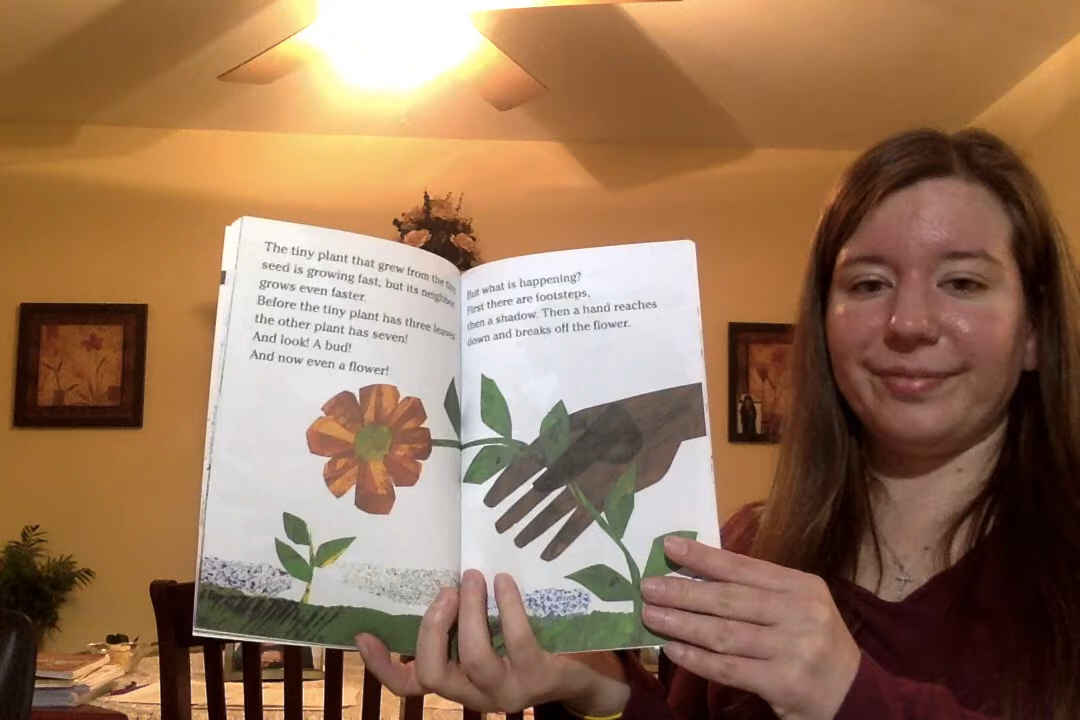 The tiny plant that grew from the tiny
seed is growing fast, but its neighbor
grows even faster.
Before the tiny plant has three leaves
the other plant has seven!
And look! A bud!
And now even a flower!
But what is happening?
First there are footsteps,
then a shadow. Then a hand reaches
down and breaks off the flower.